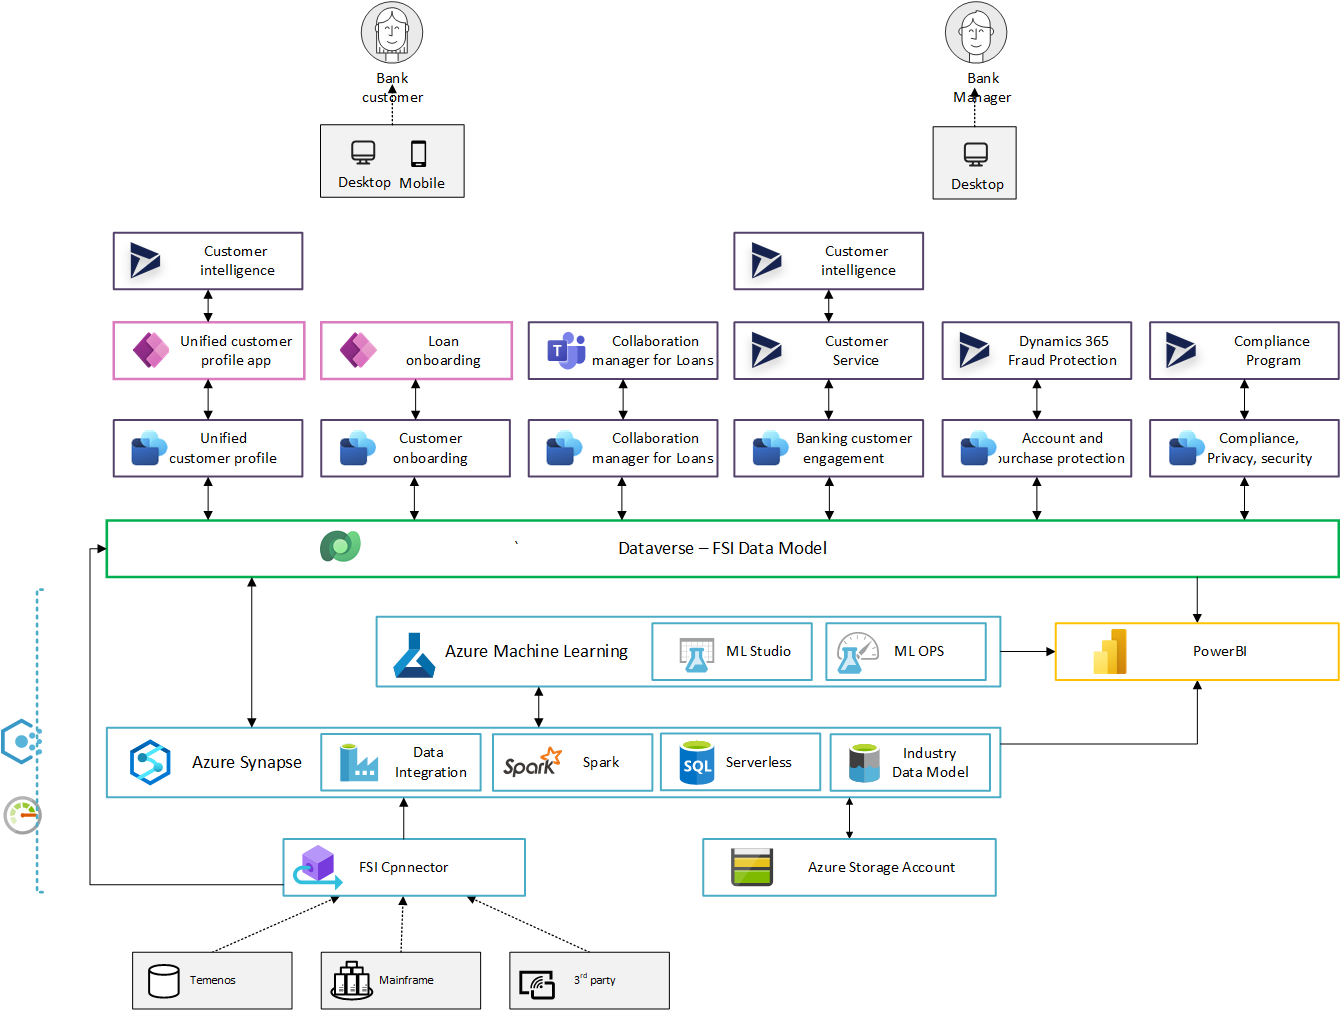 Bank
customer
Bank
Manager
Desktop
Mobile
Desktop
Customer
intelligence
Customer
intelligence
Unified customer
profile app
Loan
onboarding
T
Collaboration
manager for Loans
Customer
Service
Dynamics 365
Fraud Protection
Compliance
Program
Unified
customer profile
Customer
onboarding
Collaboration
manager for Loans
Banking customer
engagement
Account and
purchase protection
Compliance,
Privacy, security
` Dataverse – FSI Data Model
Azure Machine Learning
ML Studio
ML OPS
PowerBI
Azure Synapse
Data
Integration
Spark
Spark
SQL
Serverless
Industry
Data Model
FSI Cpnnector
Azure Storage Account
Temenos
Mainframe
3rd party